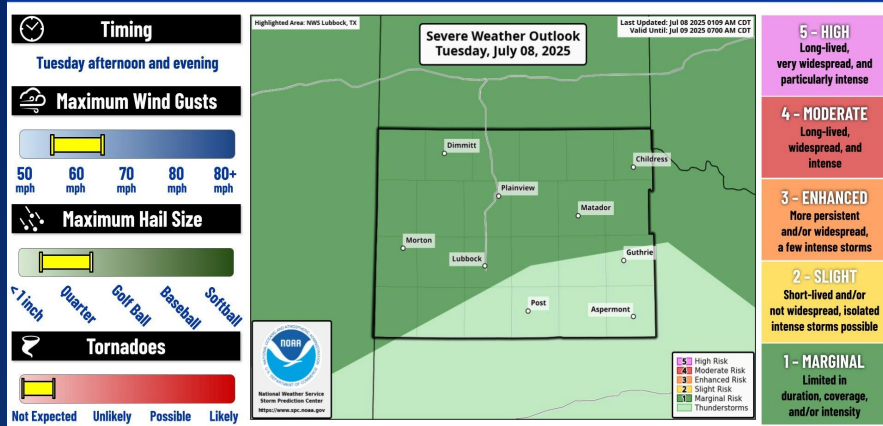 Timing
Tuesday afternoon and evening
Maximum Wind Gusts
50 60 70 80 80+
mph mph mph mph mph
Maximum Hail Size
< 1 inch Quarter Golf Ball Baseball Softball
Tornadoes
Not Expected Unlikely Possible Likely
Highlighted Area: NWS Lubbock, TX
Severe Weather Outlook
Tuesday, July 08, 2025
Last Updated: Jul 08 2025 0109 AM CDT
Valid Until: Jul 09 2025 0700 AM CDT
Dimmitt
Childress
Plainview
Matador
Morton
Lubbock
Guthrie
Post
Aspermont
NOAA
National Weather Service
Storm Prediction Center
https://www.spc.noaa.gov
5 High Risk
4 Moderate Risk
3 Enhanced Risk
2 Slight Risk
1 Marginal Risk
Thunderstorms
5 - HIGH
Long-lived,
very widespread, and
particularly intense
4 - MODERATE
Long-lived,
widespread, and
intense
3 - ENHANCED
More persistent
and/or widespread,
a few intense storms
2 - SLIGHT
Short-lived and/or
not widespread, isolated
intense storms possible
1 - MARGINAL
Limited in
duration, coverage,
and/or intensity